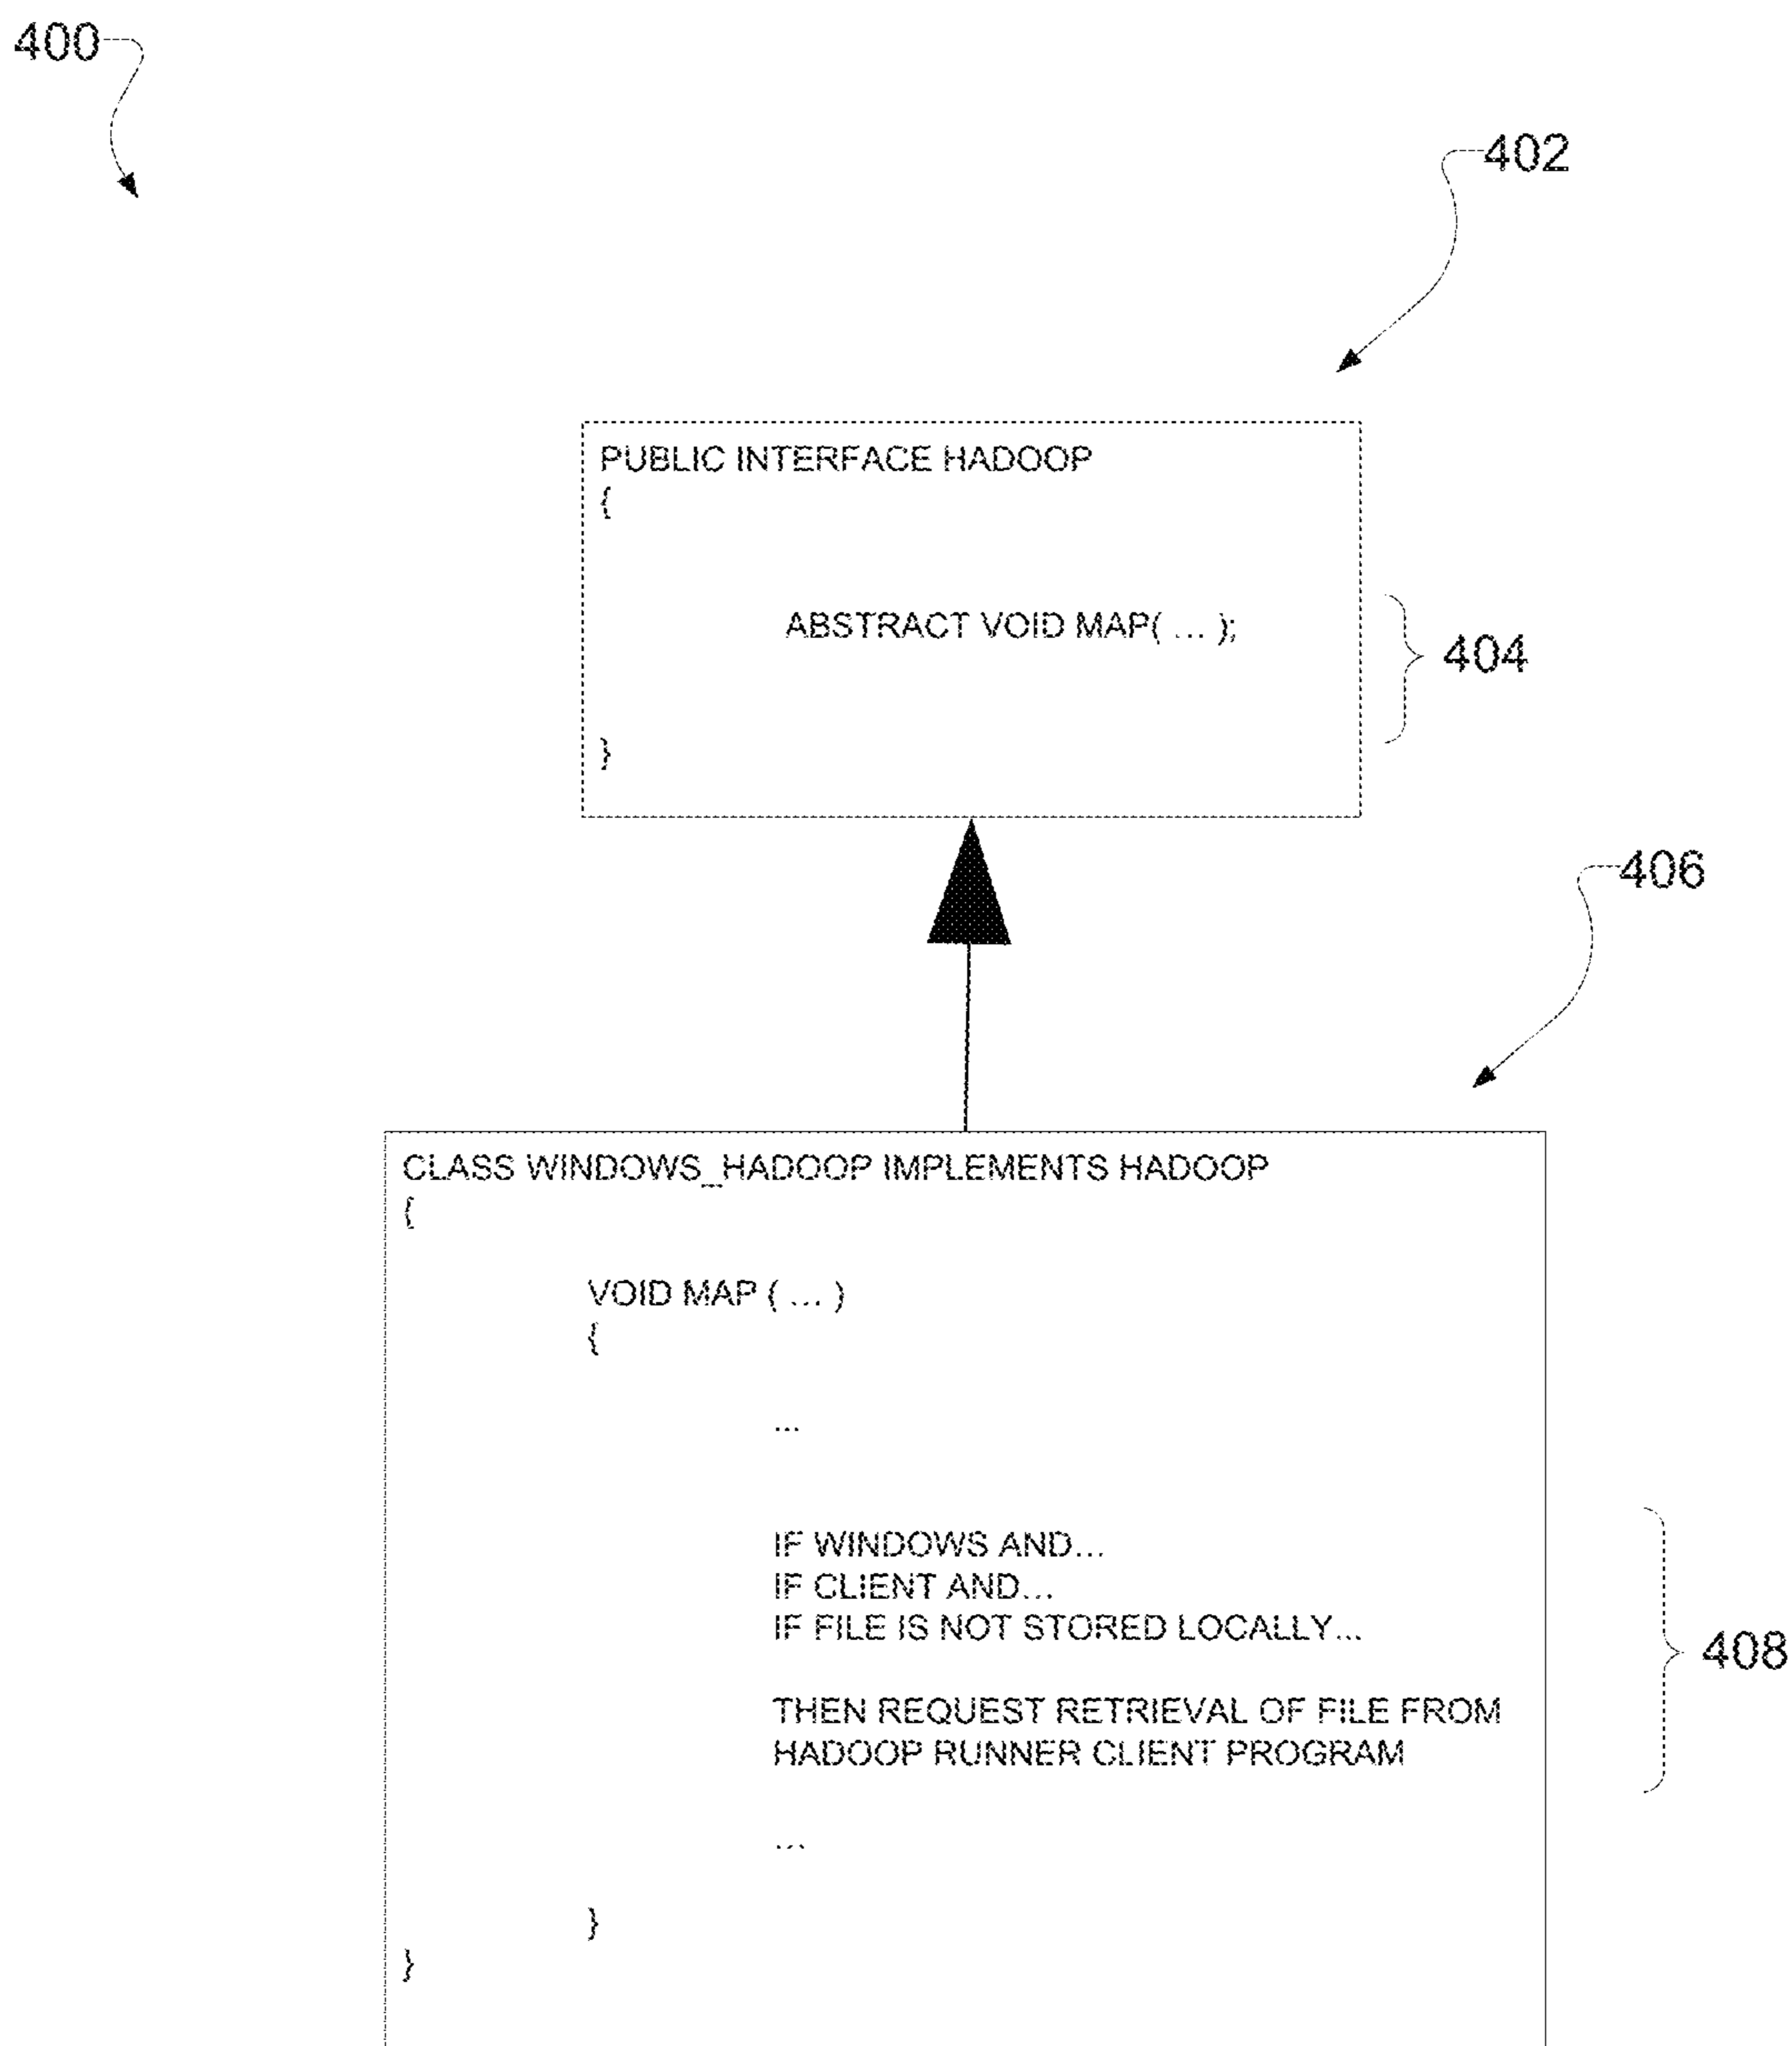 400
402
PUBLIC INTERFACE HADOOP
{
ABSTRACT VOID MAP( ... );
404
}
406
CLASS WINDOWS_HADOOP IMPLEMENTS HADOOP
{
VOID MAP ( ... )
{
...
IF WINDOWS AND...
IF CLIENT AND...
IF FILE IS NOT STORED LOCALLY...
408
THEN REQUEST RETRIEVAL OF FILE FROM
HADOOP RUNNER CLIENT PROGRAM
...
}
}